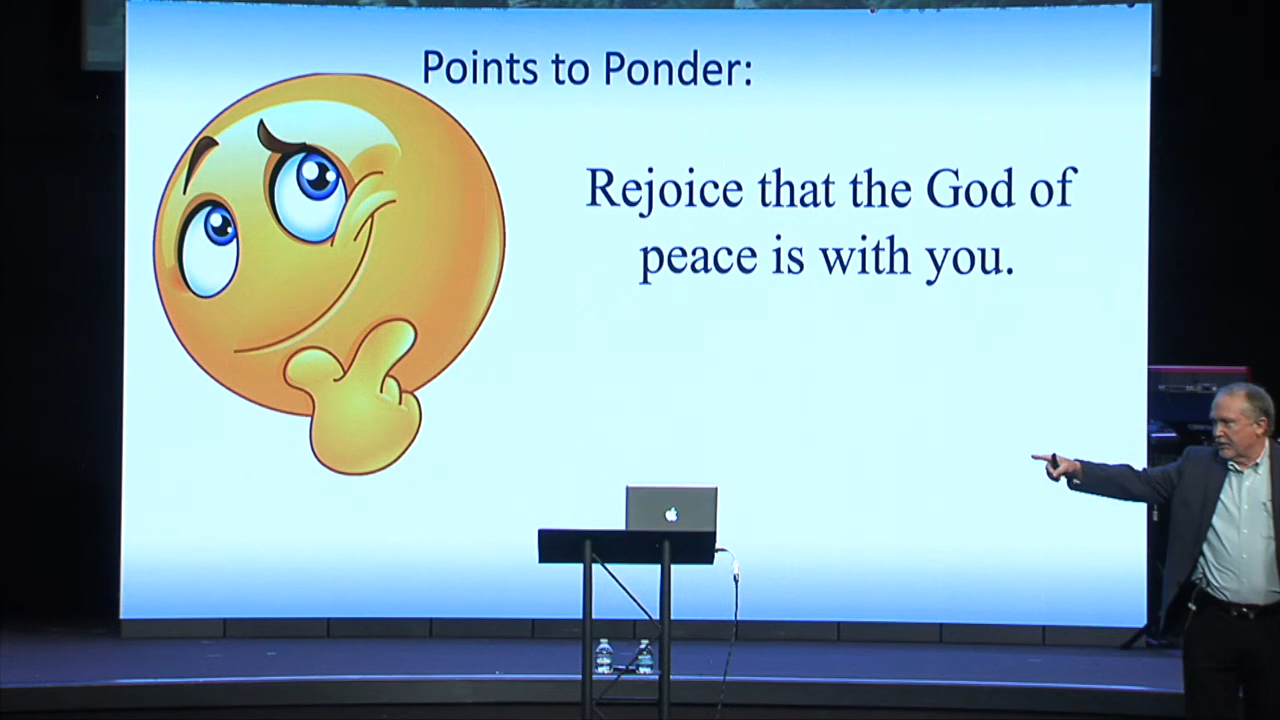 Points to Ponder:
Rejoice that the God of
peace is with you.